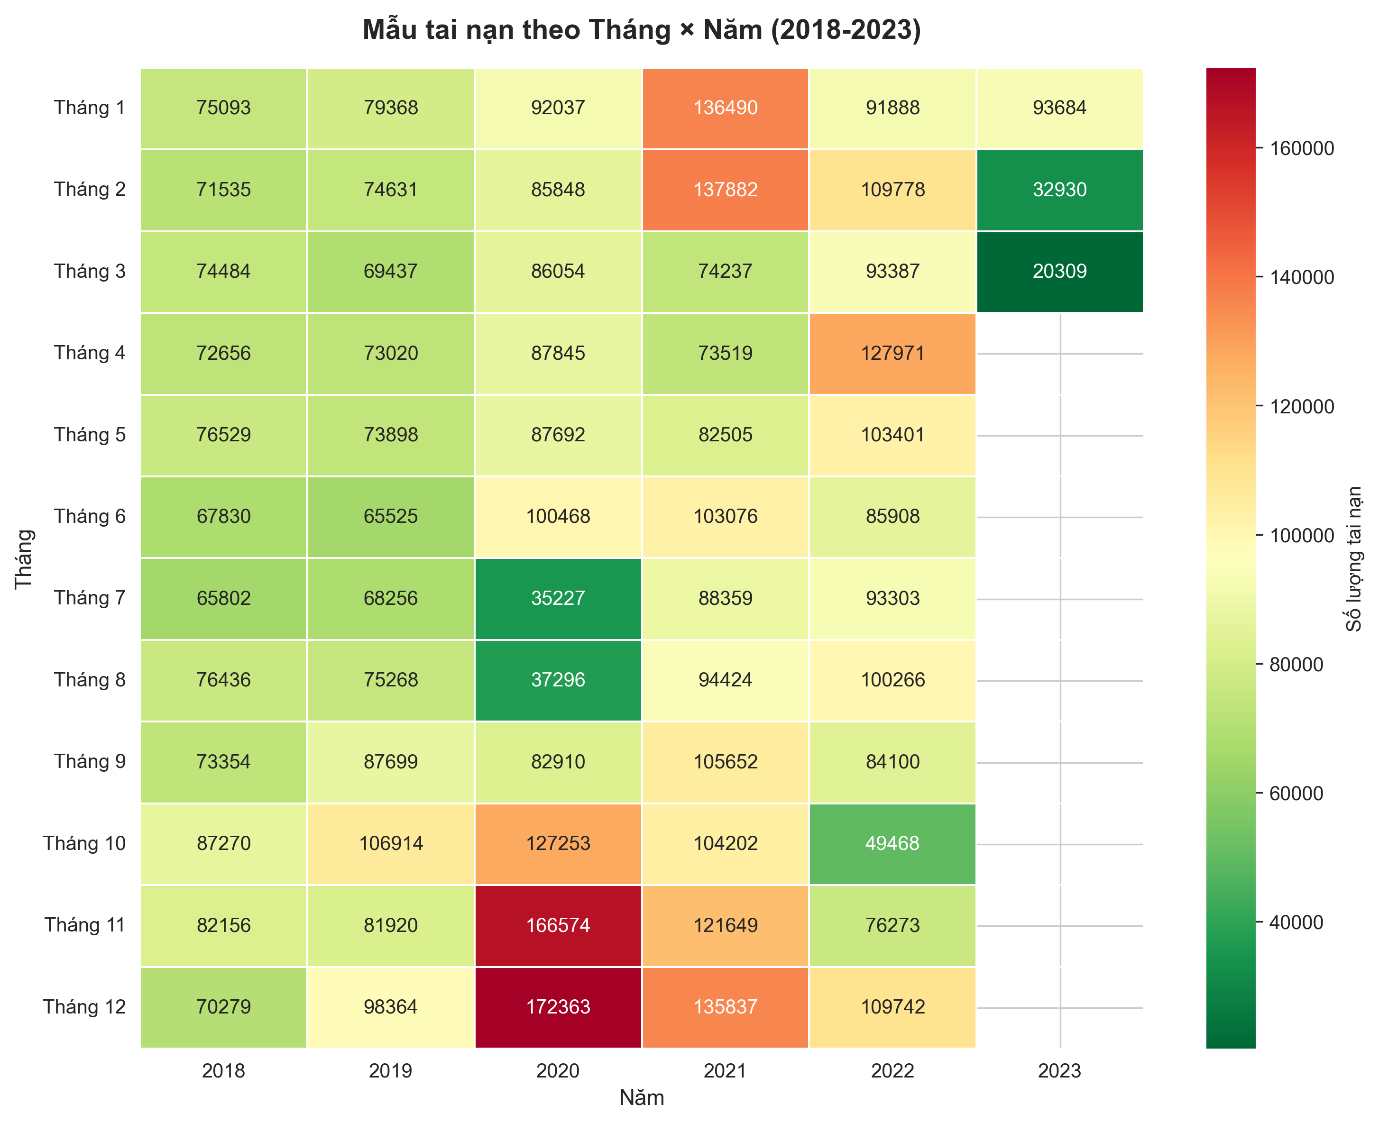 Mẫu tai nạn theo Tháng × Năm (2018-2023)
Tháng 1 75093 79368 92037 136490 91888 93684
Tháng 2 71535 74631 85848 137882 109778 32930
Tháng 3 74484 69437 86054 74237 93387 20309
Tháng 4 72656 73020 87845 73519 127971
Tháng 5 76529 73898 87692 82505 103401
Tháng 6 67830 65525 100468 103076 85908
Tháng 7 65802 68256 35227 88359 93303
Tháng 8 76436 75268 37296 94424 100266
Tháng 9 73354 87699 82910 105652 84100
Tháng 10 87270 106914 127253 104202 49468
Tháng 11 82156 81920 166574 121649 76273
Tháng 12 70279 98364 172363 135837 109742
2018 2019 2020 2021 2022 2023
Năm
Tháng
160000
140000
120000
100000
80000
60000
40000
Số lượng tai nạn